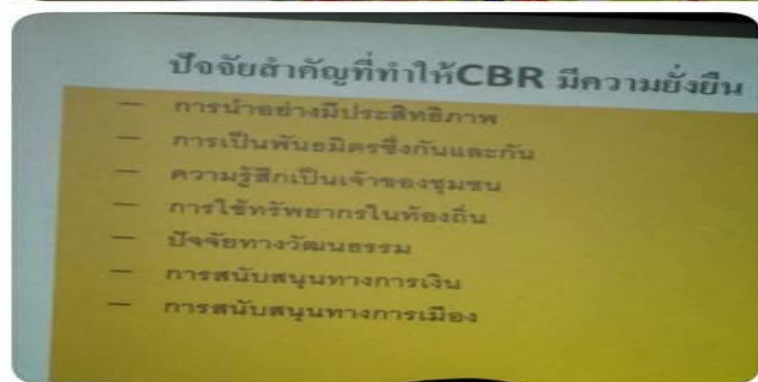 ปัจจัยสำคัญที่ทำให้CBR มีความยั่งยืน
— การนำอย่างมีประสิทธิภาพ
— การเป็นพันธมิตรซึ่งกันและกัน
— ความรู้สึกเป็นเจ้าของชุมชน
— การใช้ทรัพยากรในท้องถิ่น
— ปัจจัยทางวัฒนธรรม
— การสนับสนุนทางการเงิน
— การสนับสนุนทางการเมือง